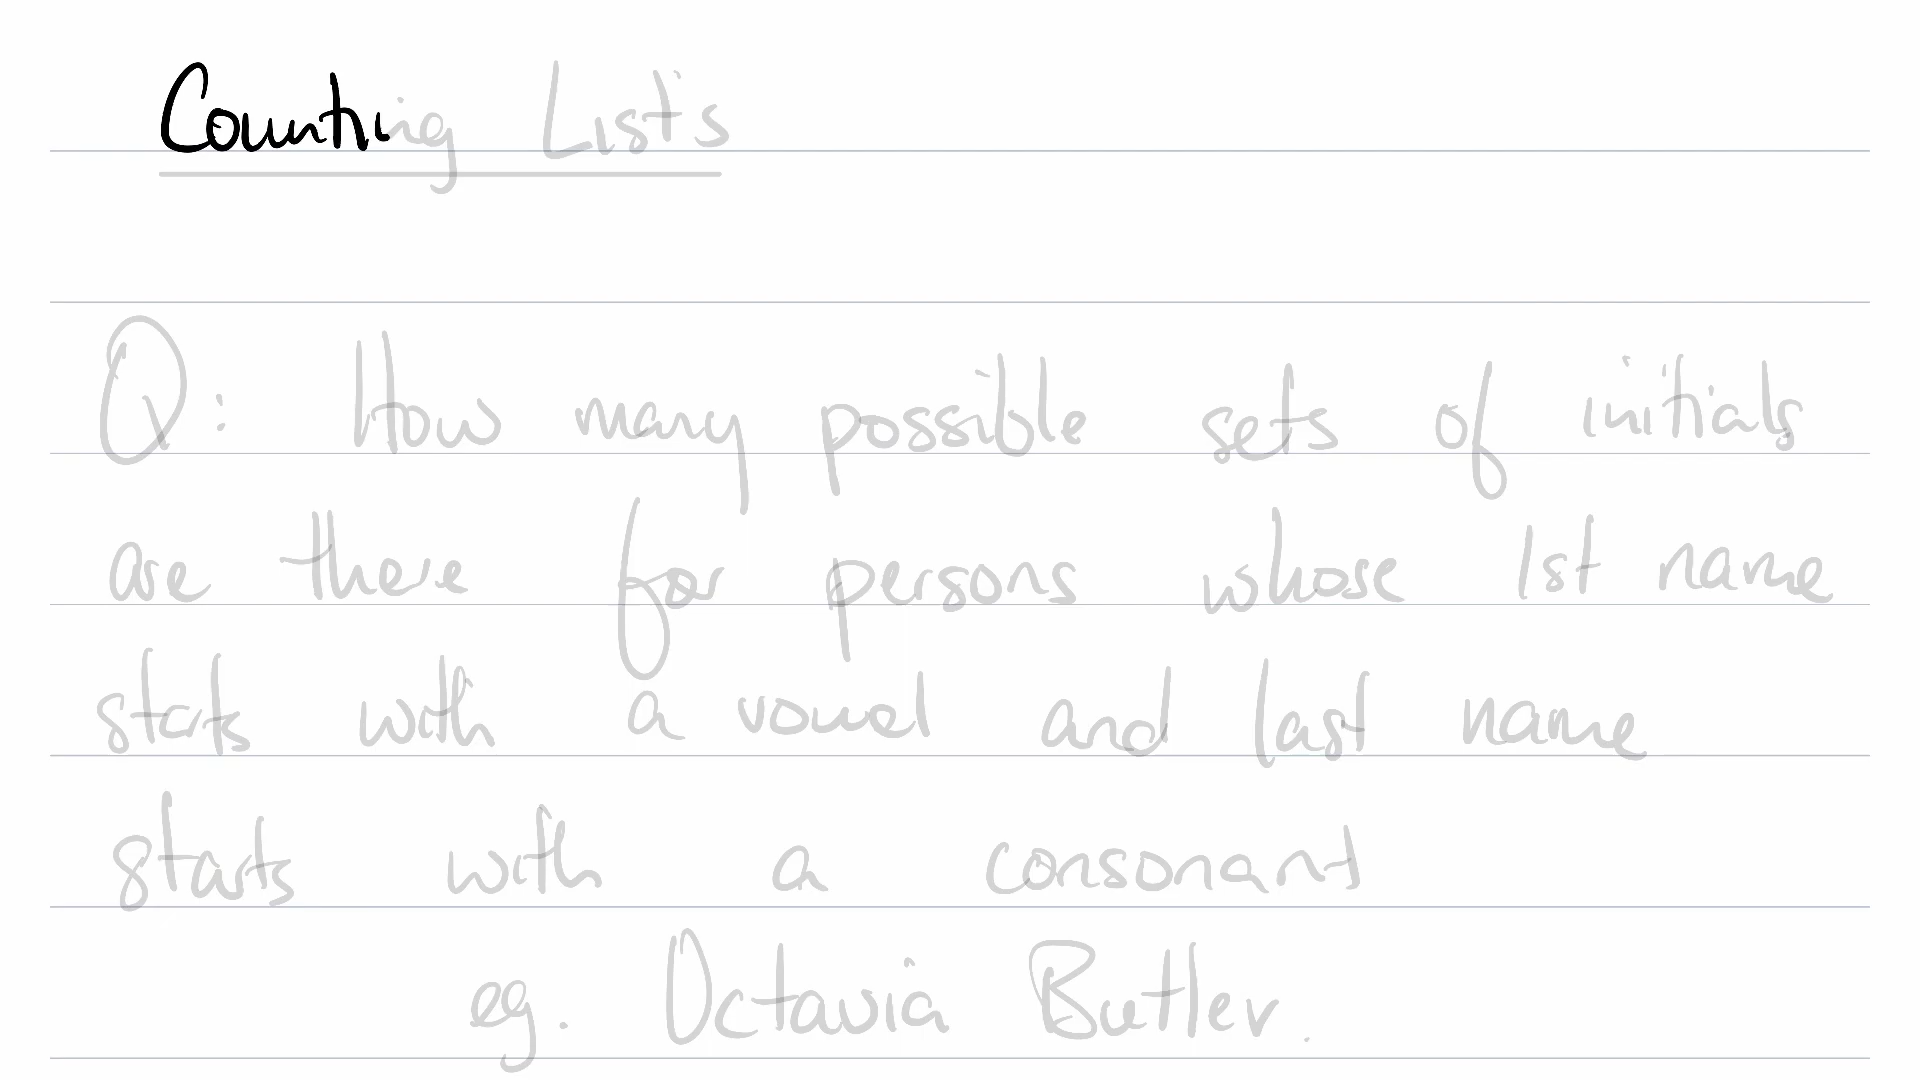 Counting Lists
Q: How many possible sets of initials
are there for persons whose 1st name
starts with a vowel and last name
starts with a consonant
eg. Octavia Butler.